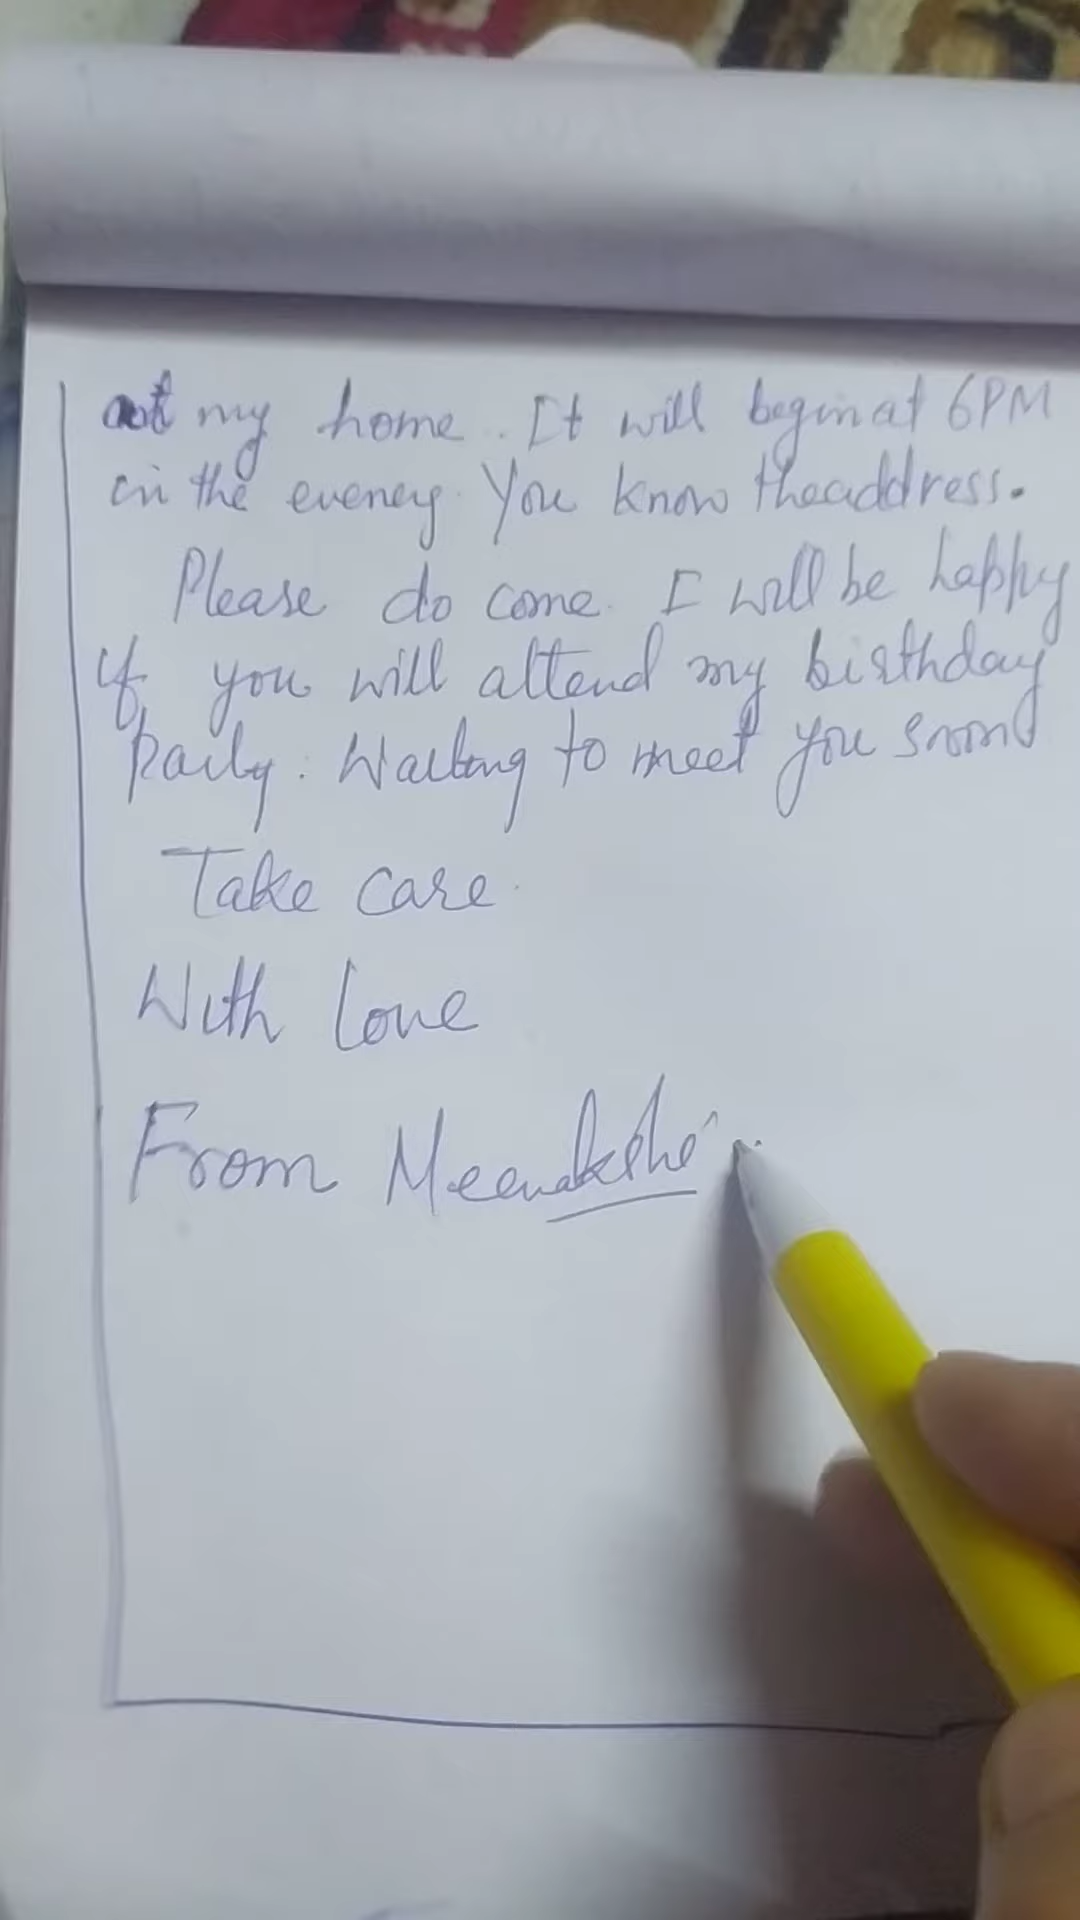 at my home. It will begin at 6PM
in the eveneng. You know the address.
Please do come. I will be happy
if you will attend my birthday
Party. Waiting to meet you soon
Take care.
With love
From Meenakshi